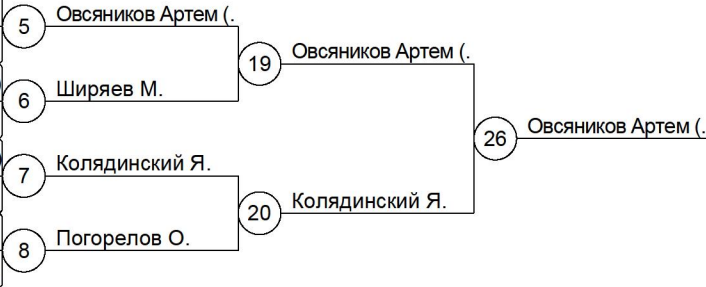 5
Овсяников Артем (.
19
Овсяников Артем (.
6
Ширяев М.
26
Овсяников Артем (.
7
Колядинский Я.
20
Колядинский Я.
8
Погорелов О.